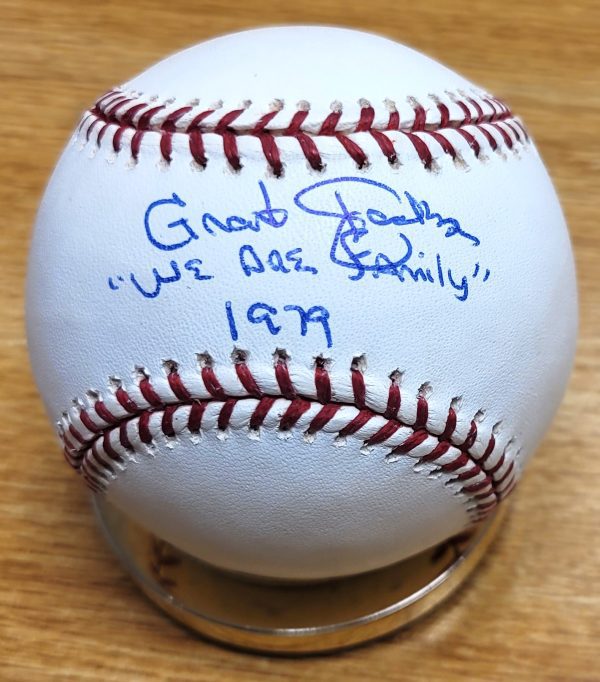 Grant Jackson
"WE ARE FAMily"
1979